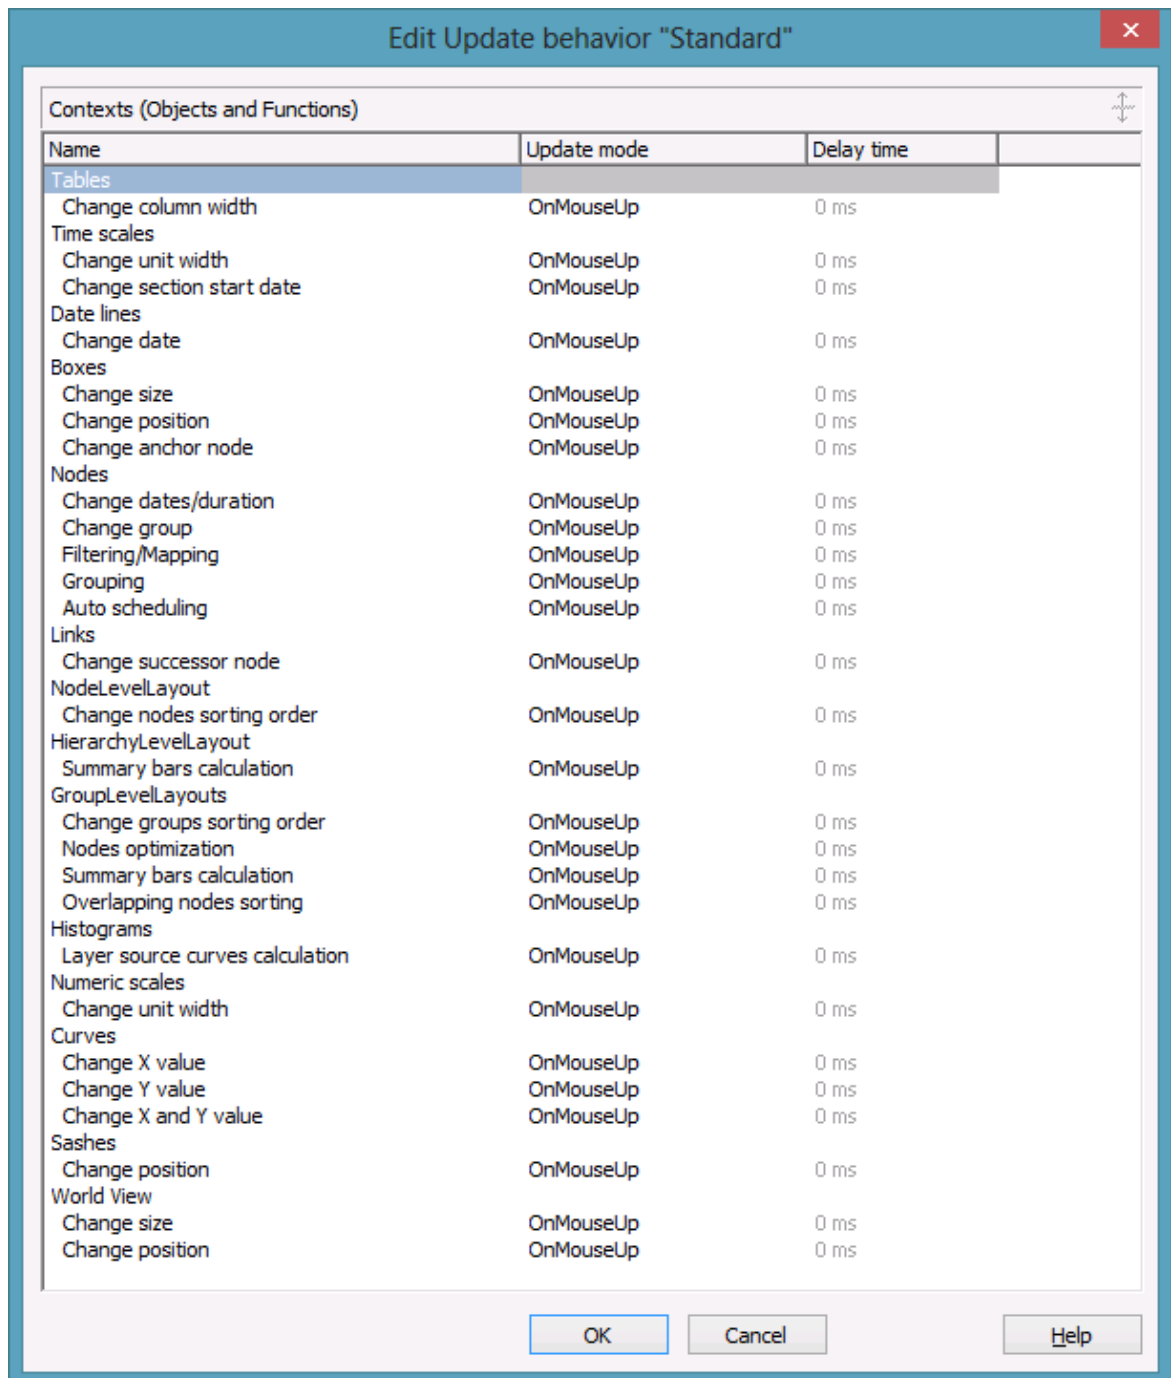 Edit Update behavior "Standard"
Contexts (Objects and Functions)
Name Update mode Delay time
Tables
Change column width OnMouseUp 0 ms
Time scales
Change unit width OnMouseUp 0 ms
Change section start date OnMouseUp 0 ms
Date lines
Change date OnMouseUp 0 ms
Boxes
Change size OnMouseUp 0 ms
Change position OnMouseUp 0 ms
Change anchor node OnMouseUp 0 ms
Nodes
Change dates/duration OnMouseUp 0 ms
Change group OnMouseUp 0 ms
Filtering/Mapping OnMouseUp 0 ms
Grouping OnMouseUp 0 ms
Auto scheduling OnMouseUp 0 ms
Links
Change successor node OnMouseUp 0 ms
NodeLevelLayout
Change nodes sorting order OnMouseUp 0 ms
HierarchyLevelLayout
Summary bars calculation OnMouseUp 0 ms
GroupLevelLayouts
Change groups sorting order OnMouseUp 0 ms
Nodes optimization OnMouseUp 0 ms
Summary bars calculation OnMouseUp 0 ms
Overlapping nodes sorting OnMouseUp 0 ms
Histograms
Layer source curves calculation OnMouseUp 0 ms
Numeric scales
Change unit width OnMouseUp 0 ms
Curves
Change X value OnMouseUp 0 ms
Change Y value OnMouseUp 0 ms
Change X and Y value OnMouseUp 0 ms
Sashes
Change position OnMouseUp 0 ms
World View
Change size OnMouseUp 0 ms
Change position OnMouseUp 0 ms
OK Cancel Help